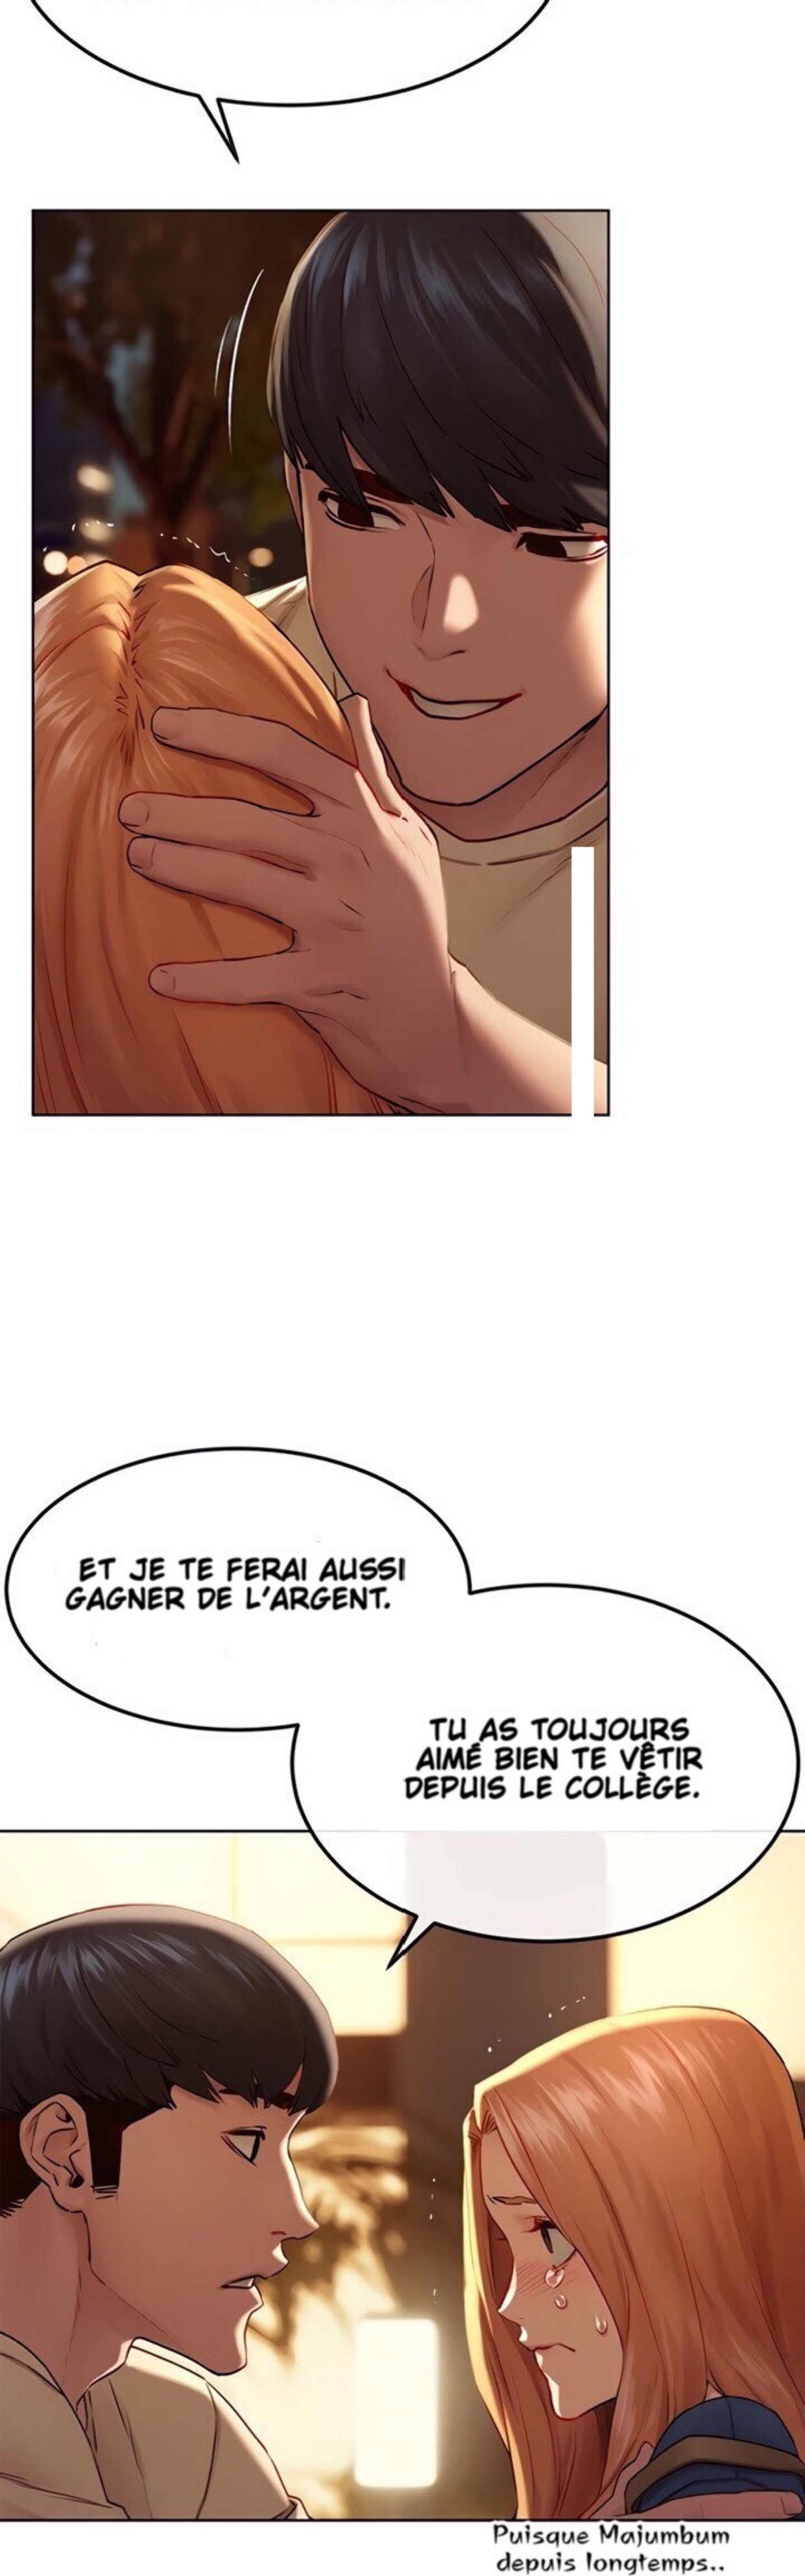 ET JE TE FERAI AUSSI
GAGNER DE L'ARGENT.
TU AS TOUJOURS
AIMÉ BIEN TE VÊTIR
DEPUIS LE COLLÈGE.
Puisque Majumbum
depuis longtemps..